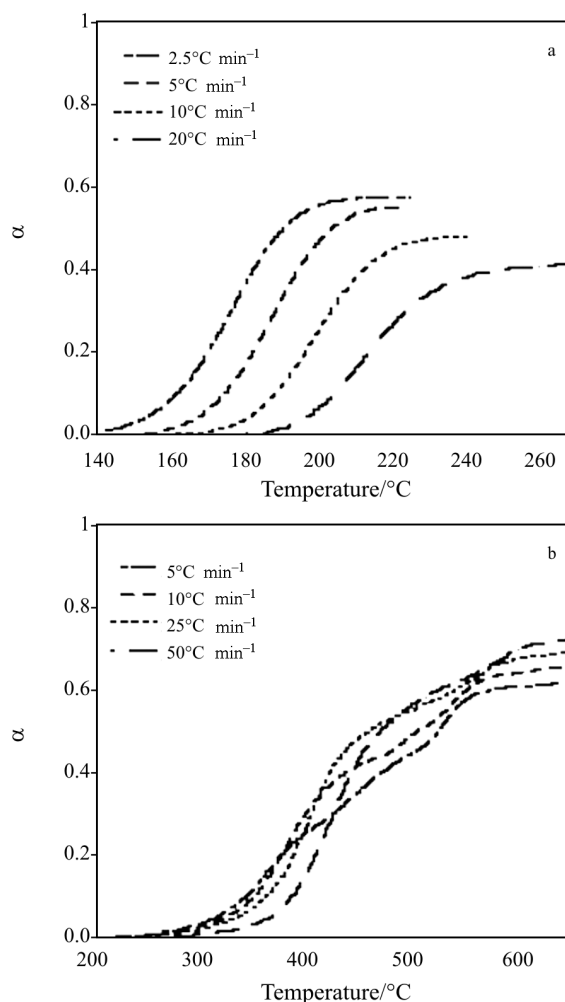 1
a
2.5°C min⁻¹
5°C min⁻¹
10°C min⁻¹
20°C min⁻¹
0.8
0.6
α
0.4
0.2
0.0
140 160 180 200 220 240 260
Temperature/°C
1
b
5°C min⁻¹
10°C min⁻¹
25°C min⁻¹
50°C min⁻¹
0.8
0.6
α
0.4
0.2
0.0
200 300 400 500 600
Temperature/°C